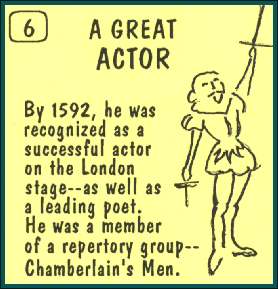 6
A GREAT
ACTOR
By 1592, he was
recognized as a
successful actor
on the London
stage--as well as
a leading poet.
He was a member
of a repertory group--
Chamberlain's Men.